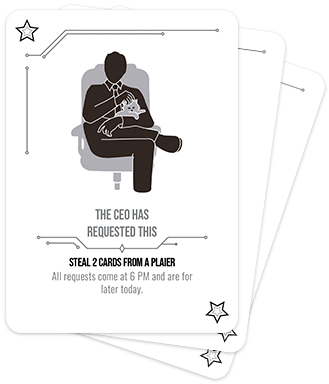 THE CEO HAS
REQUESTED THIS
STEAL 2 CARDS FROM A PLAIER
All requests come at 6 PM and are for
later today.